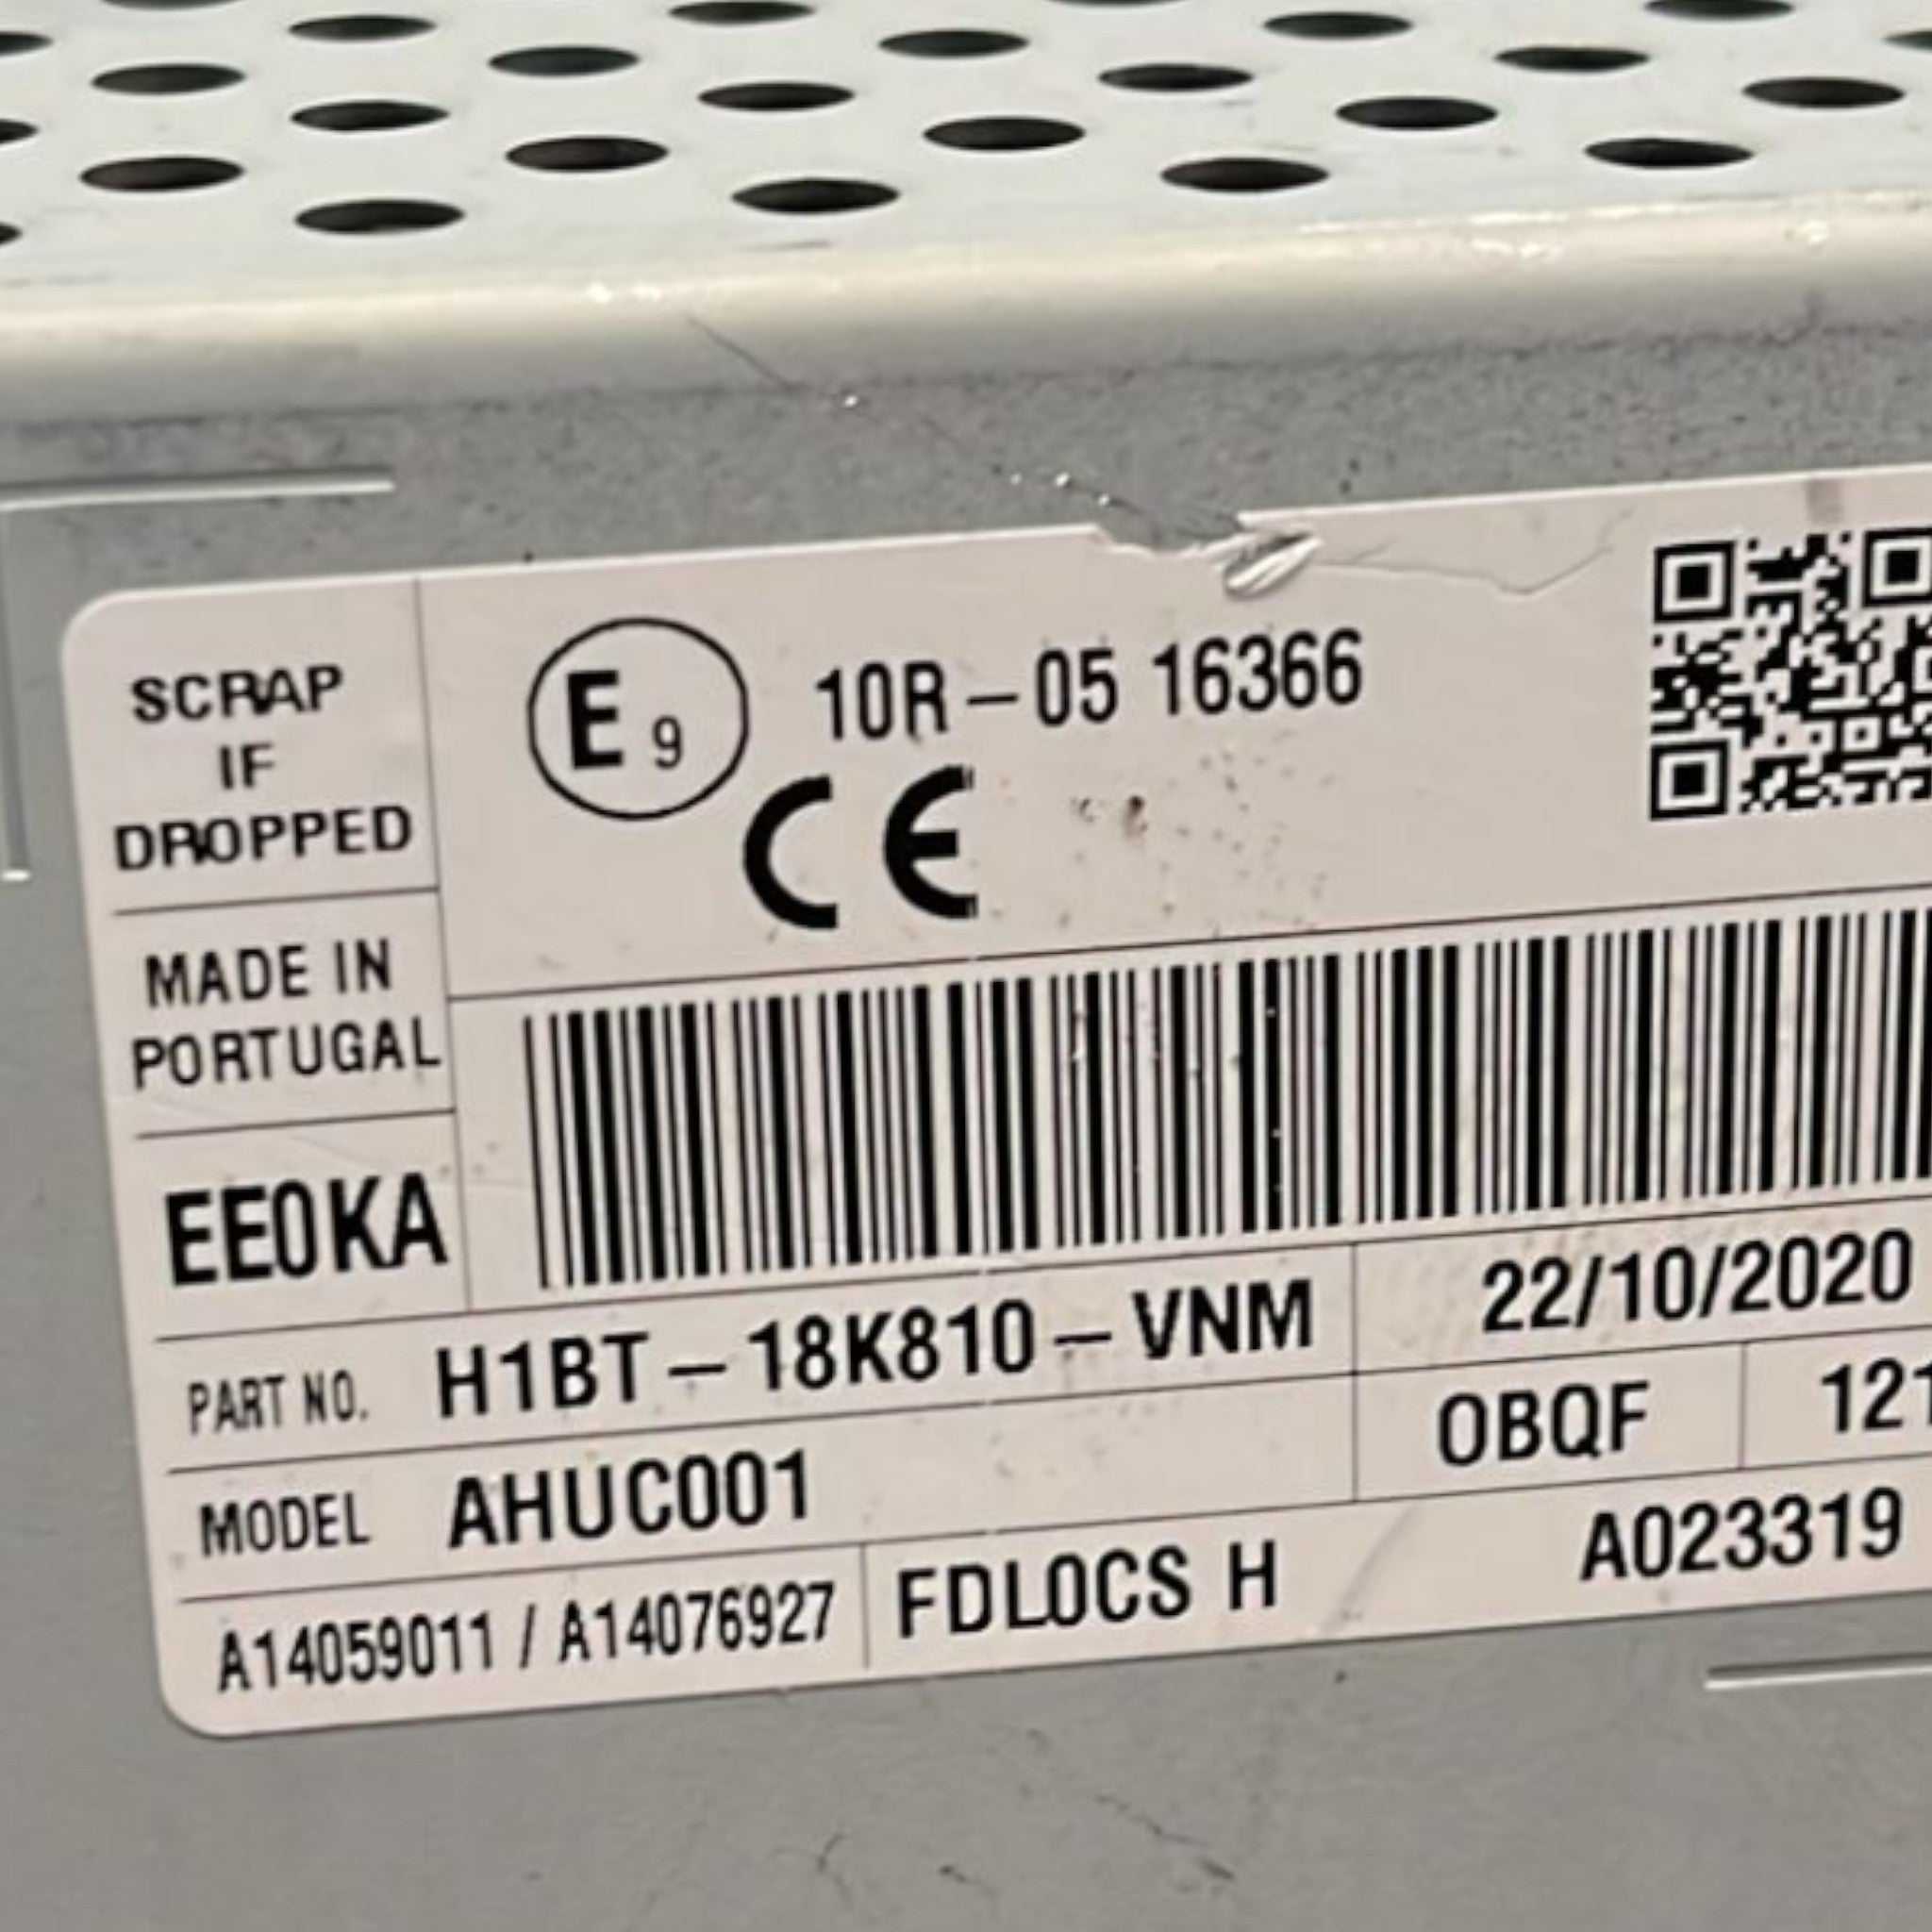 SCRAP
IF
DROPPED
E9 10R-05 16366
CE
MADE IN
PORTUGAL
EE0KA
PART NO. H1BT-18K810-VNM 22/10/2020
MODEL AHUC001 0BQF 121
A14059011 / A14076927 FDLOCS H A023319